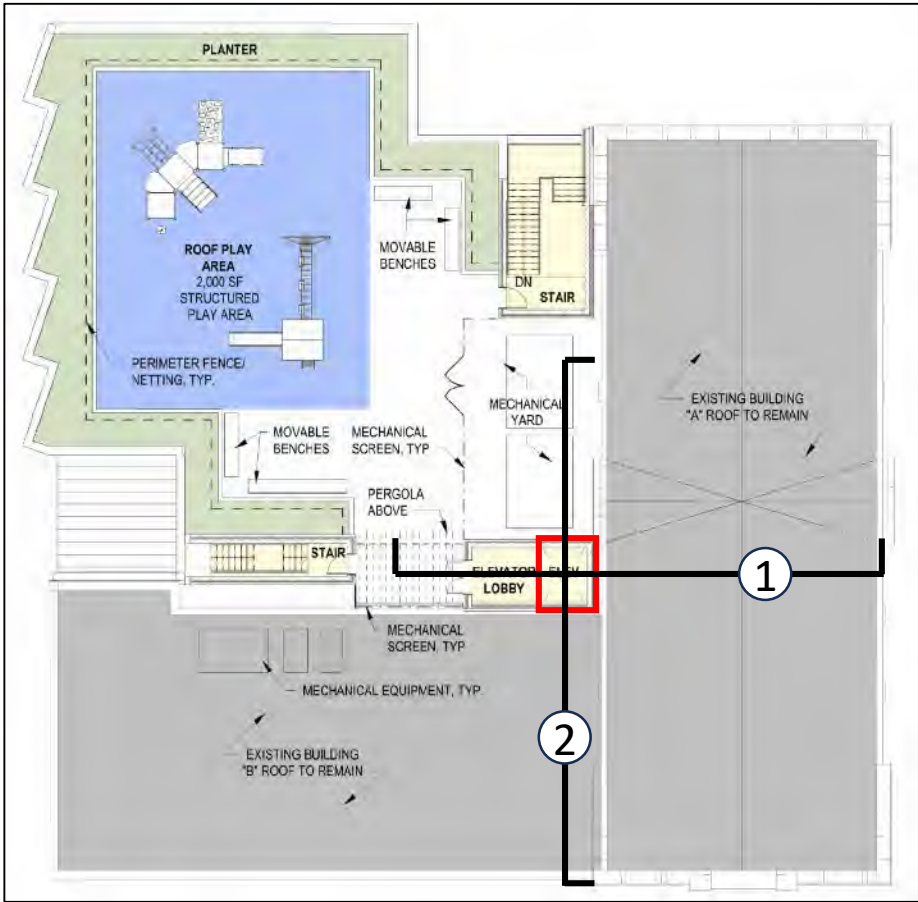 PLANTER
ROOF PLAY
AREA
2,000 SF
STRUCTURED
PLAY AREA
MOVABLE
BENCHES
DN
STAIR
PERIMETER FENCE/
NETTING, TYP.
MECHANICAL
YARD
EXISTING BUILDING
"A" ROOF TO REMAIN
MOVABLE
BENCHES
MECHANICAL
SCREEN, TYP
PERGOLA
ABOVE
STAIR
ELEVATOR
LOBBY
1
MECHANICAL
SCREEN, TYP
MECHANICAL EQUIPMENT, TYP.
2
EXISTING BUILDING
"B" ROOF TO REMAIN